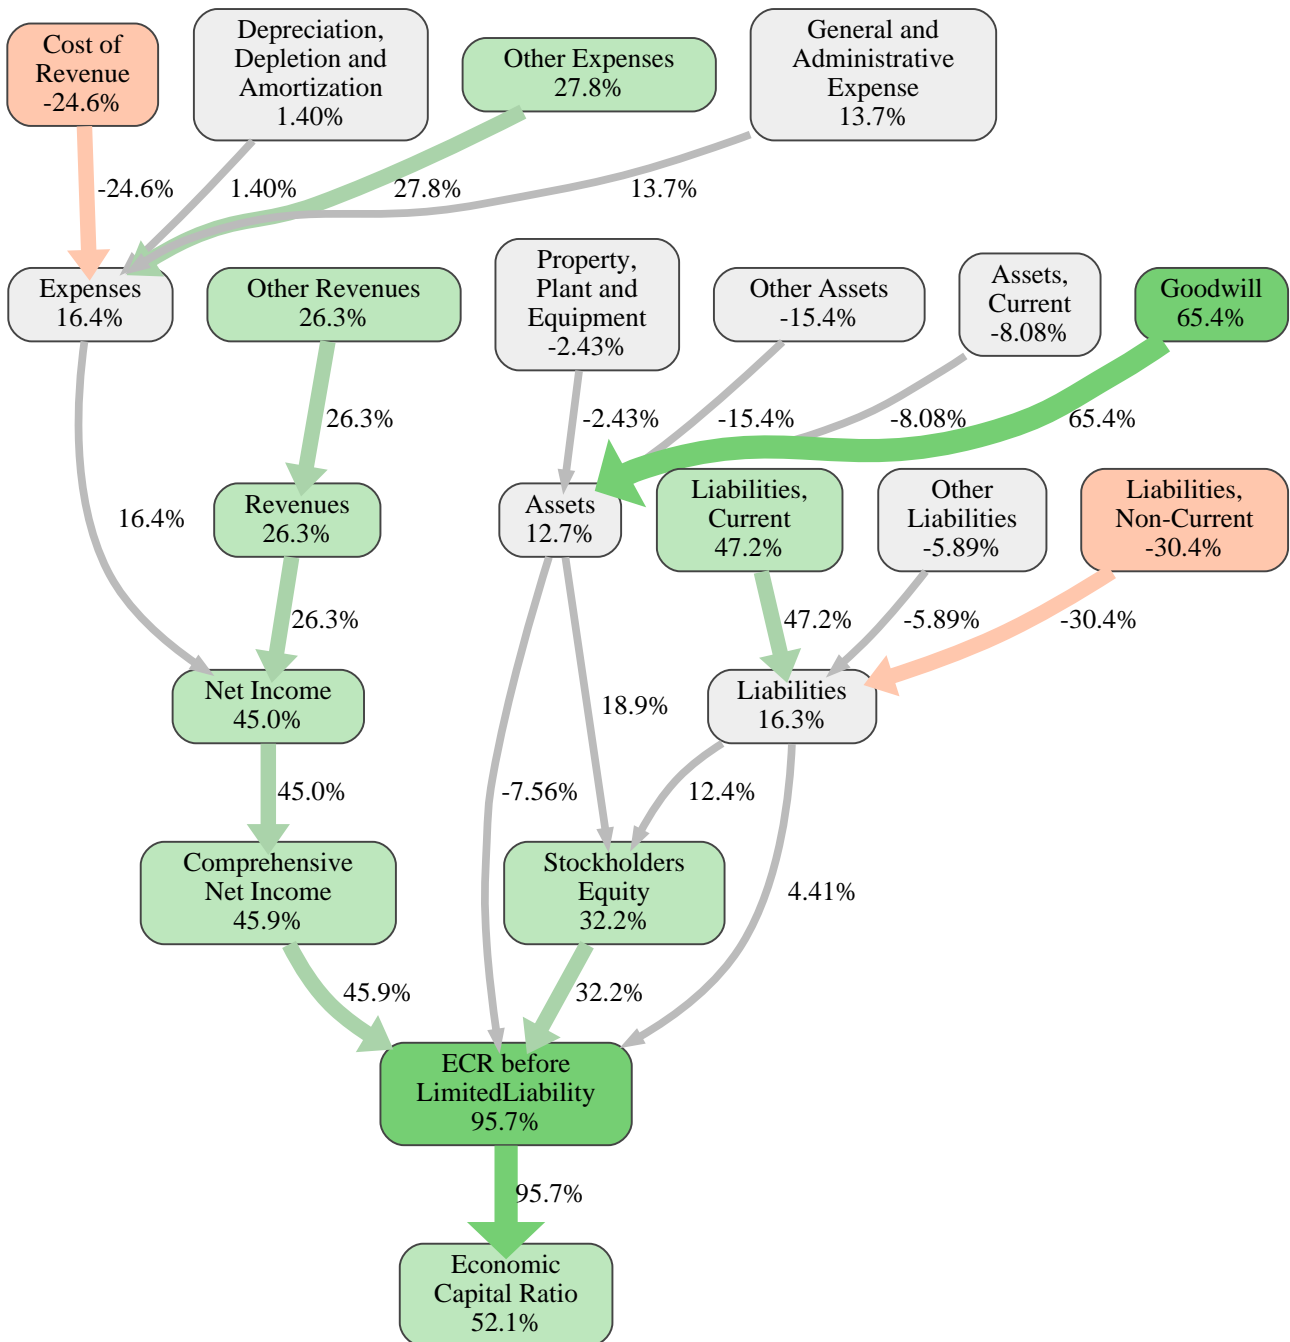 Cost of
Revenue
-24.6%
Depreciation,
Depletion and
Amortization
1.40%
Other Expenses
27.8%
General and
Administrative
Expense
13.7%
-24.6%
1.40%
27.8%
13.7%
Expenses
16.4%
Other Revenues
26.3%
Property,
Plant and
Equipment
-2.43%
Other Assets
-15.4%
Assets,
Current
-8.08%
Goodwill
65.4%
26.3%
-2.43%
-15.4%
-8.08%
65.4%
16.4%
Revenues
26.3%
Assets
12.7%
Liabilities,
Current
47.2%
Other
Liabilities
-5.89%
Liabilities,
Non-Current
-30.4%
26.3%
47.2%
-5.89%
-30.4%
Net Income
45.0%
18.9%
Liabilities
16.3%
45.0%
-7.56%
12.4%
Comprehensive
Net Income
45.9%
Stockholders
Equity
32.2%
4.41%
45.9%
32.2%
ECR before
LimitedLiability
95.7%
95.7%
Economic
Capital Ratio
52.1%